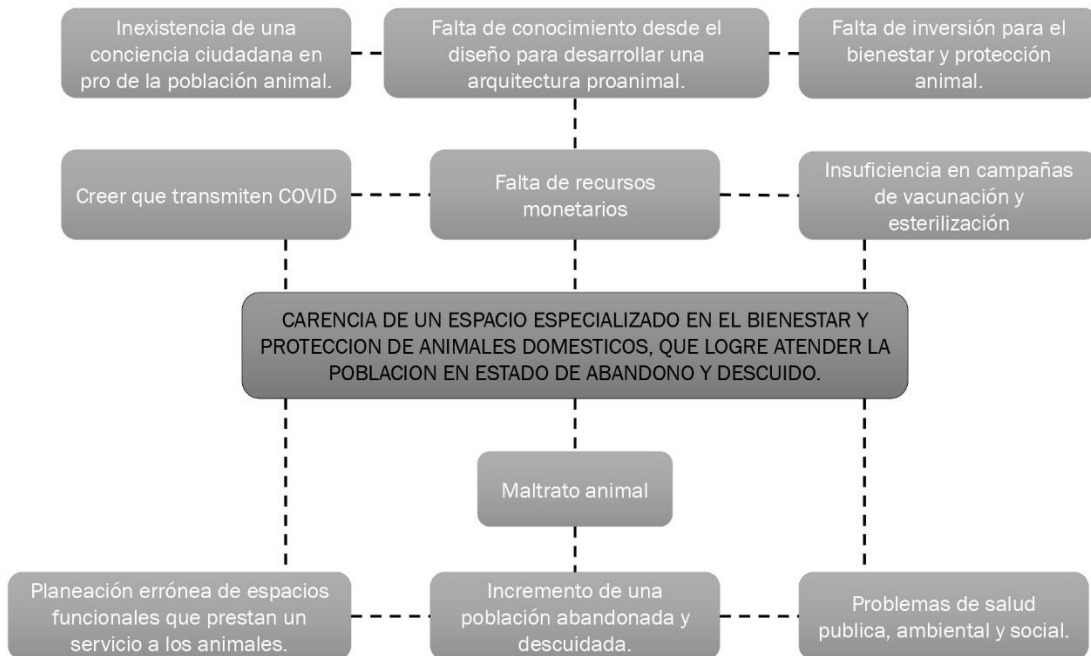 Inexistencia de una
conciencia ciudadana en
pro de la población animal.
Falta de conocimiento desde el
diseño para desarrollar una
arquitectura proanimal.
Falta de inversión para el
bienestar y protección
animal.
Creer que transmiten COVID
Falta de recursos
monetarios
Insuficiencia en campañas
de vacunación y
esterilización
CARENCIA DE UN ESPACIO ESPECIALIZADO EN EL BIENESTAR Y
PROTECCION DE ANIMALES DOMESTICOS, QUE LOGRE ATENDER LA
POBLACION EN ESTADO DE ABANDONO Y DESCUIDO.
Maltrato animal
Planeación errónea de espacios
funcionales que prestan un
servicio a los animales.
Incremento de una
población abandonada y
descuidada.
Problemas de salud
publica, ambiental y social.